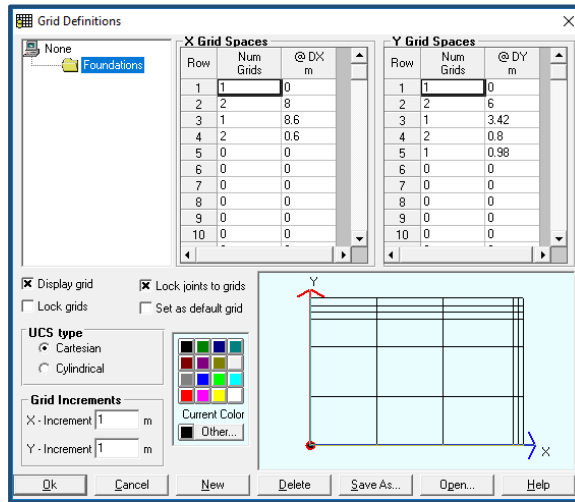 Grid Definitions
None
Foundations
X Grid Spaces
Row Num Grids @ DX m
1 1 0
2 2 8
3 1 8.6
4 2 0.6
5 0 0
6 0 0
7 0 0
8 0 0
9 0 0
10 0 0
Y Grid Spaces
Row Num Grids @ DY m
1 1 0
2 2 6
3 1 3.42
4 2 0.8
5 1 0.98
6 0 0
7 0 0
8 0 0
9 0 0
10 0 0
Display grid
Lock joints to grids
Lock grids
Set as default grid
UCS type
Cartesian
Cylindrical
Grid Increments
X - Increment 1 m
Y - Increment 1 m
Current Color
Other...
Y
X
Ok Cancel New Delete Save As... Open... Help